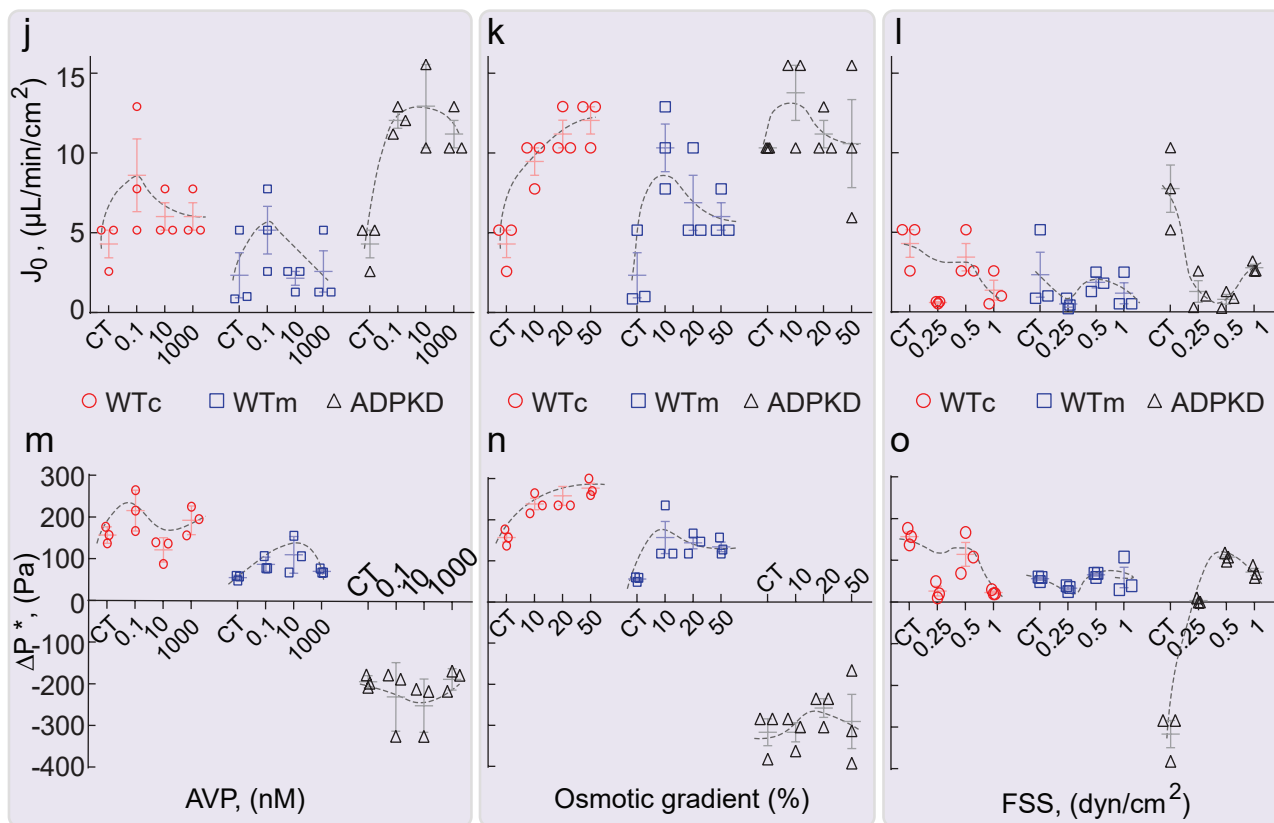 j
k
l
J0, (µL/min/cm2)
15
10
5
0
CT 0.1 10 1000
CT 0.1 10 1000
CT 0.1 10 1000
CT 10 20 50
CT 10 20 50
CT 10 20 50
CT 0.25 0.5 1
CT 0.25 0.5 1
CT 0.25 0.5 1
WTc WTm ADPKD
WTc WTm ADPKD
WTc WTm ADPKD
m
n
o
ΔP*, (Pa)
300
200
100
0
-100
-200
-300
-400
CT 0.1 10 1000
CT 0.1 10 1000
CT 0.1 10 1000
CT 10 20 50
CT 10 20 50
CT 10 20 50
CT 0.25 0.5 1
CT 0.25 0.5 1
CT 0.25 0.5 1
AVP, (nM)
Osmotic gradient (%)
FSS, (dyn/cm2)